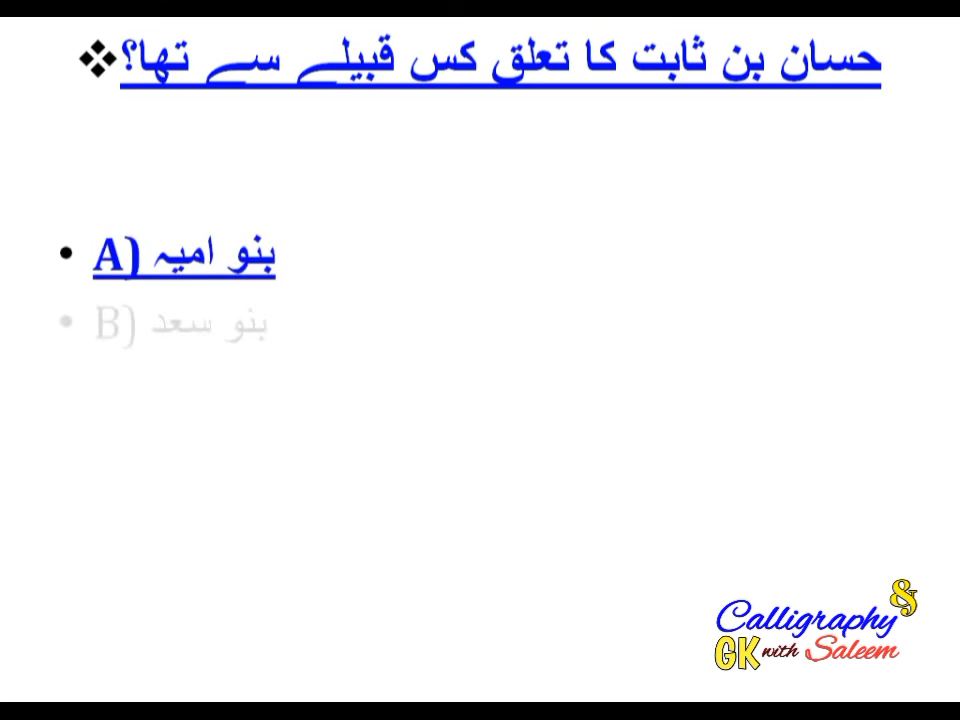 ❖ حسان بن ثابت کا تعلق کس قبیلے سے تھا؟
• A) بنو امیہ
• B) بنو سعد
Calligraphy &
GK with Saleem